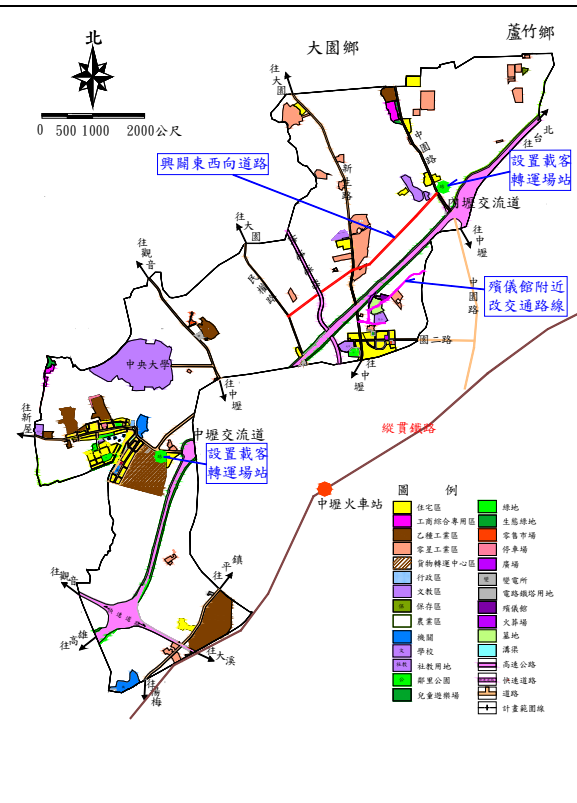 北
大園鄉
蘆竹鄉
0 500 1000 2000公尺
往大園
中園路
往台北
設置載客
轉運場站
興闢東西向道路
新生路
內壢交流道
往大園
往中壢
往觀音
民權路
殯儀館附近
改交通路線
中園路
園二路
中央大學
往中壢
往中壢
往新屋
中壢交流道
設置載客
轉運場站
縱貫鐵路
中壢火車站
往平鎮
往觀音
快速道路
往高雄
往大溪
往楊梅
圖 例
住宅區
工商綜合專用區
乙種工業區
零星工業區
貨物轉運中心區
行政區
文教區
保存區
農業區
機關
學校
社教用地
鄰里公園
兒童遊樂場
綠地
生態綠地
零售市場
停車場
廣場
變電所
電路鐵塔用地
殯儀館
火葬場
墓地
溝渠
高速公路
快速道路
道路
計畫範圍線